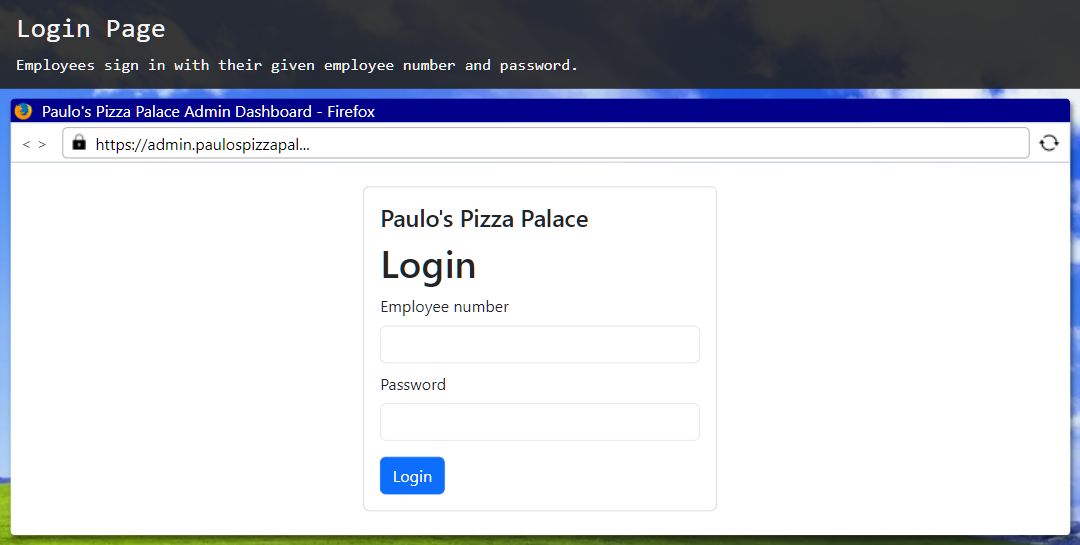 Login Page
Employees sign in with their given employee number and password.
Paulo's Pizza Palace Admin Dashboard - Firefox
< >
https://admin.paulospizzapal...
Paulo's Pizza Palace
Login
Employee number
Password
Login